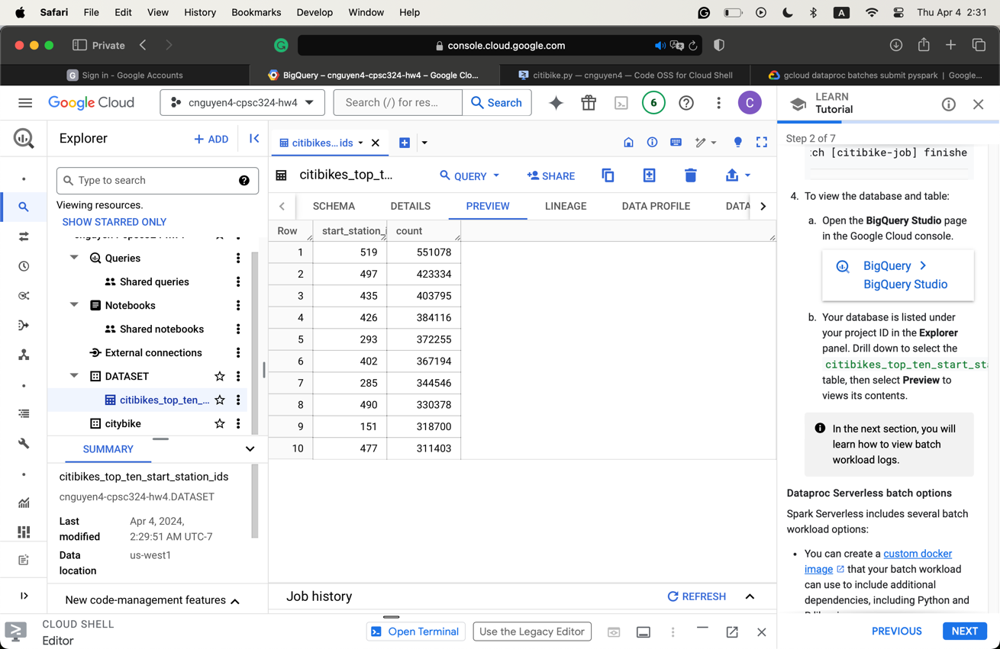 Safari File Edit View History Bookmarks Develop Window Help
A
Thu Apr 4 2:31
Private
console.cloud.google.com
G Sign in - Google Accounts
BigQuery – cnguyen4-cpsc324-hw4 – Google Clo...
citibike.py — cnguyen4 — Code OSS for Cloud Shell
gcloud dataproc batches submit pyspark | Google...
Google Cloud
cnguyen4-cpsc324-hw4
Search (/) for res...
Search
6
C
LEARN
Tutorial
Explorer
+ ADD
citibikes...ids
Step 2 of 7
Type to search
Viewing resources.
SHOW STARRED ONLY
Queries
Shared queries
Notebooks
Shared notebooks
External connections
DATASET
citibikes_top_ten_...
citybike
SUMMARY
citibikes_top_ten_start_station_ids
cnguyen4-cpsc324-hw4.DATASET
Last modified
Apr 4, 2024, 2:29:51 AM UTC-7
Data location
us-west1
New code-management features
citibikes_top_t...
QUERY
SHARE
SCHEMA DETAILS PREVIEW LINEAGE DATA PROFILE DATA
Row start_station_i count
1 519 551078
2 497 423334
3 435 403795
4 426 384116
5 293 372255
6 402 367194
7 285 344546
8 490 330378
9 151 318700
10 477 311403
Job history
REFRESH
:ch [citibike-job] finishe
4. To view the database and table:
a. Open the BigQuery Studio page
in the Google Cloud console.
BigQuery >
BigQuery Studio
b. Your database is listed under
your project ID in the Explorer
panel. Drill down to select the
citibikes_top_ten_start_sta
table, then select Preview to
views its contents.
In the next section, you will
learn how to view batch
workload logs.
Dataproc Serverless batch options
Spark Serverless includes several batch
workload options:
• You can create a custom docker
image that your batch workload
can use to include additional
dependencies, including Python and
PREVIOUS
NEXT
CLOUD SHELL
Editor
Open Terminal
Use the Legacy Editor